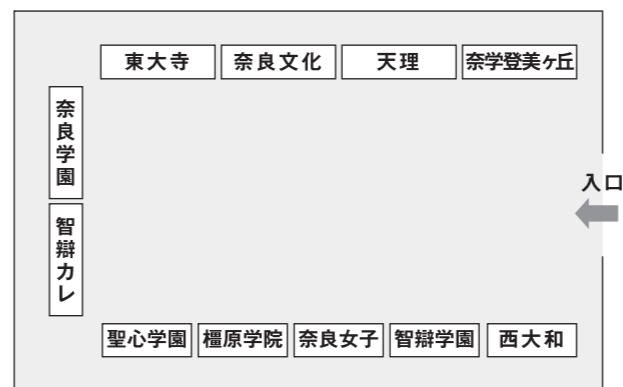 東大寺
奈良文化
天理
奈学登美ヶ丘
奈良学園
智辯カレ
入口
聖心学園
橿原学院
奈良女子
智辯学園
西大和